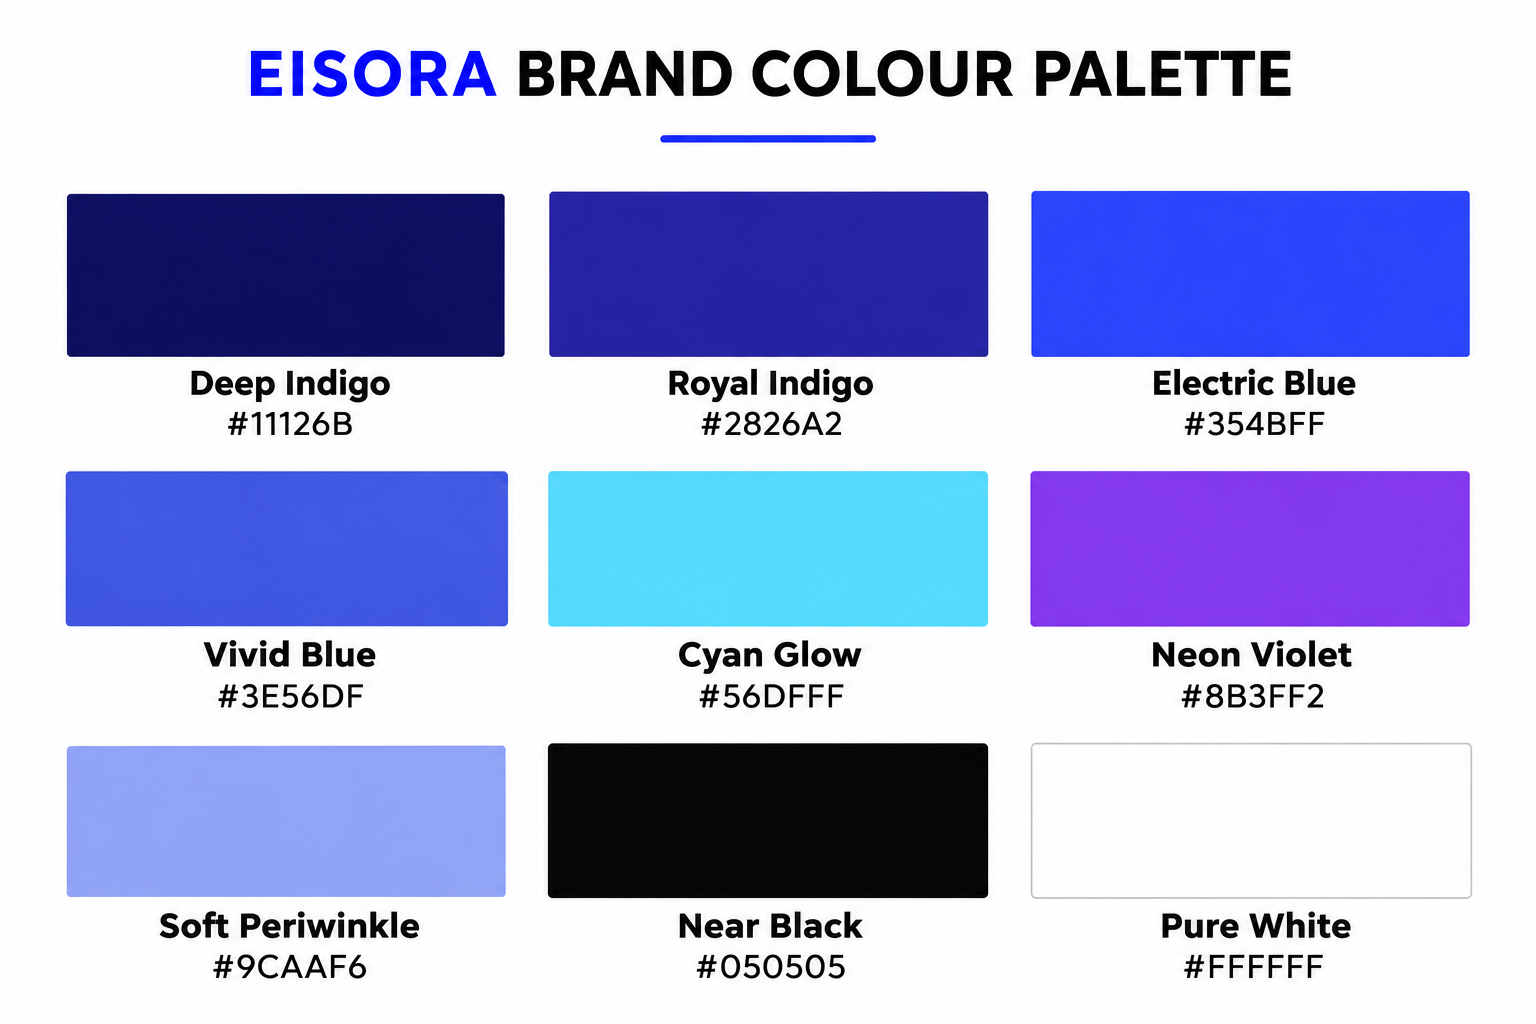 EISORA BRAND COLOUR PALETTE
Deep Indigo
#11126B
Royal Indigo
#2826A2
Electric Blue
#354BFF
Vivid Blue
#3E56DF
Cyan Glow
#56DFFF
Neon Violet
#8B3FF2
Soft Periwinkle
#9CAAF6
Near Black
#050505
Pure White
#FFFFFF